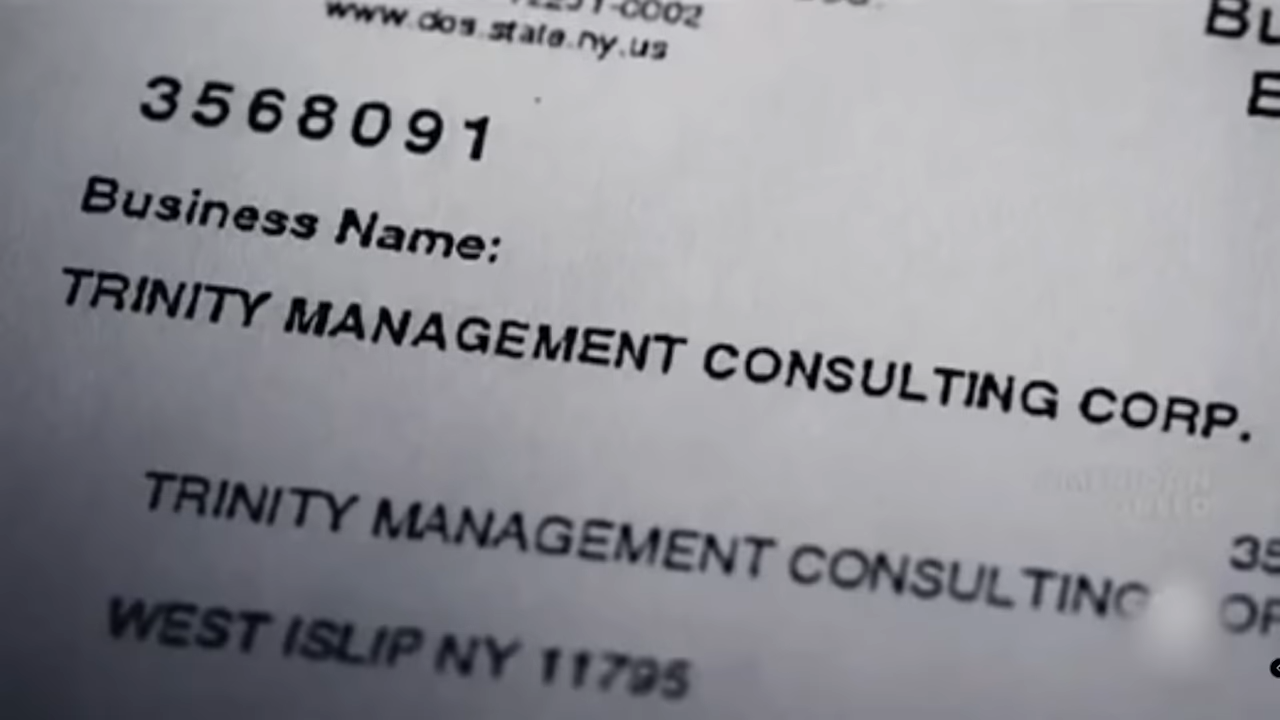 www.dos.state.ny.us
3568091
Business Name:
TRINITY MANAGEMENT CONSULTING CORP.
TRINITY MANAGEMENT CONSULTING
WEST ISLIP NY 11795